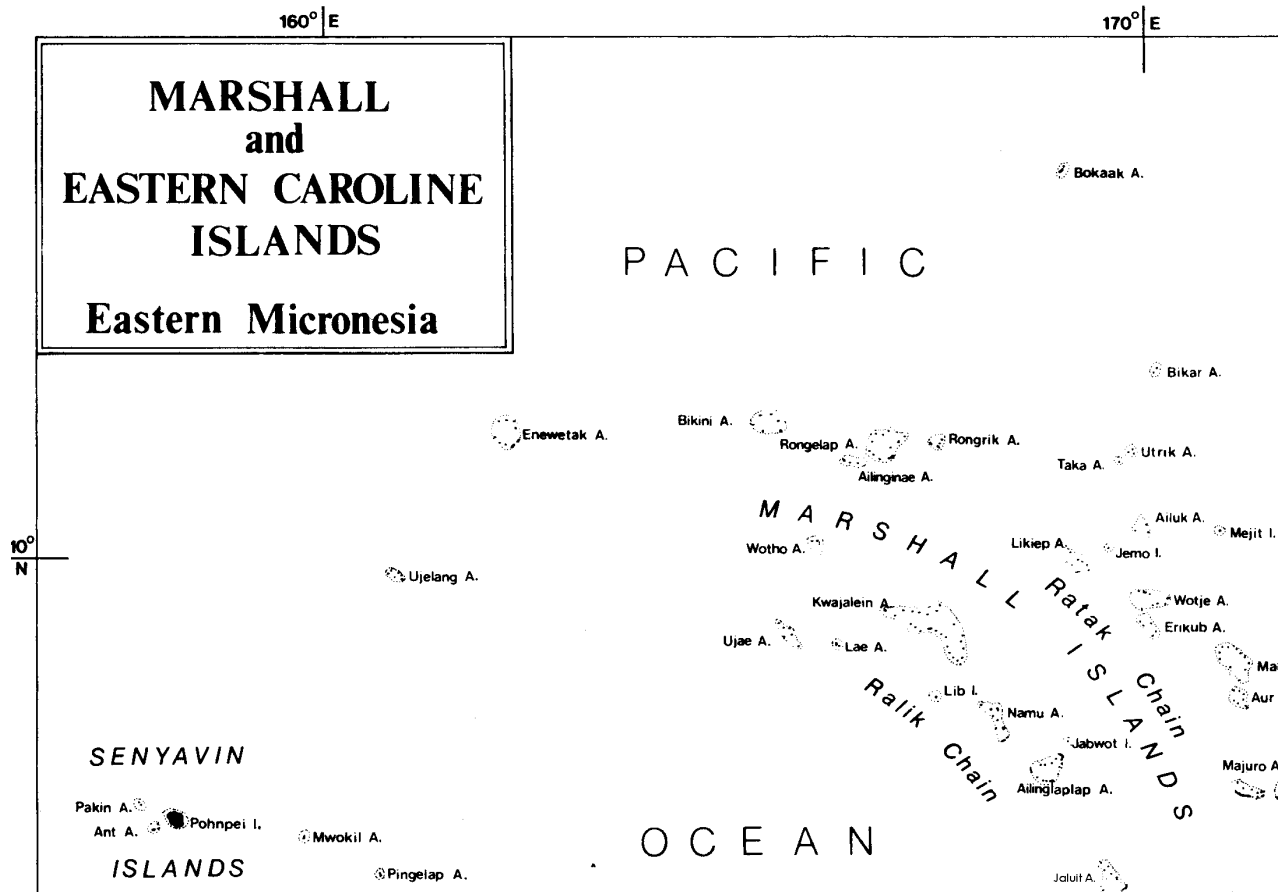 160° E
170° E
MARSHALL
and
EASTERN CAROLINE
ISLANDS
Eastern Micronesia
Bokaak A.
PACIFIC
Bikar A.
Bikini A.
Enewetak A.
Rongelap A.
Rongrik A.
Utrik A.
Taka A.
Ailinginae A.
MARSHALL ISLANDS
Ailuk A.
Mejit I.
Likiep A.
Jemo I.
10°
N
Wotho A.
Ujelang A.
Ratak Chain
Kwajalein A.
Wotje A.
Erikub A.
Ujae A.
Lae A.
Ralik Chain
Lib I.
Aur
Namu A.
Jabwot I.
SENYAVIN
Majuro A
Ailinglaplap A.
Pakin A.
Ant A.
Pohnpei I.
Mwokil A.
OCEAN
ISLANDS
Pingelap A.
Jaluit A.